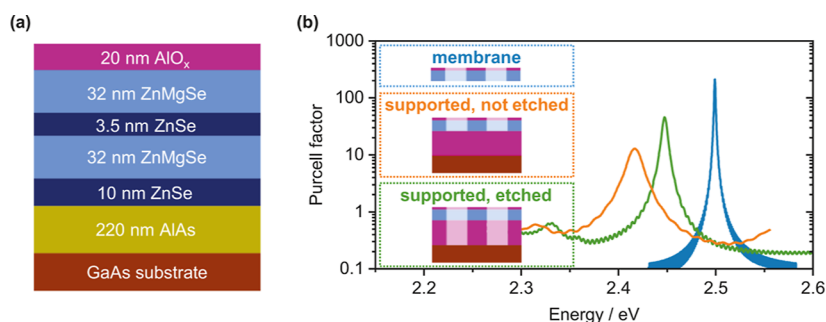 (a)
20 nm AlOx
32 nm ZnMgSe
3.5 nm ZnSe
32 nm ZnMgSe
10 nm ZnSe
220 nm AlAs
GaAs substrate
(b)
1000
100
10
1
0.1
Purcell factor
membrane
supported, not etched
supported, etched
2.2
2.3
2.4
2.5
2.6
Energy / eV